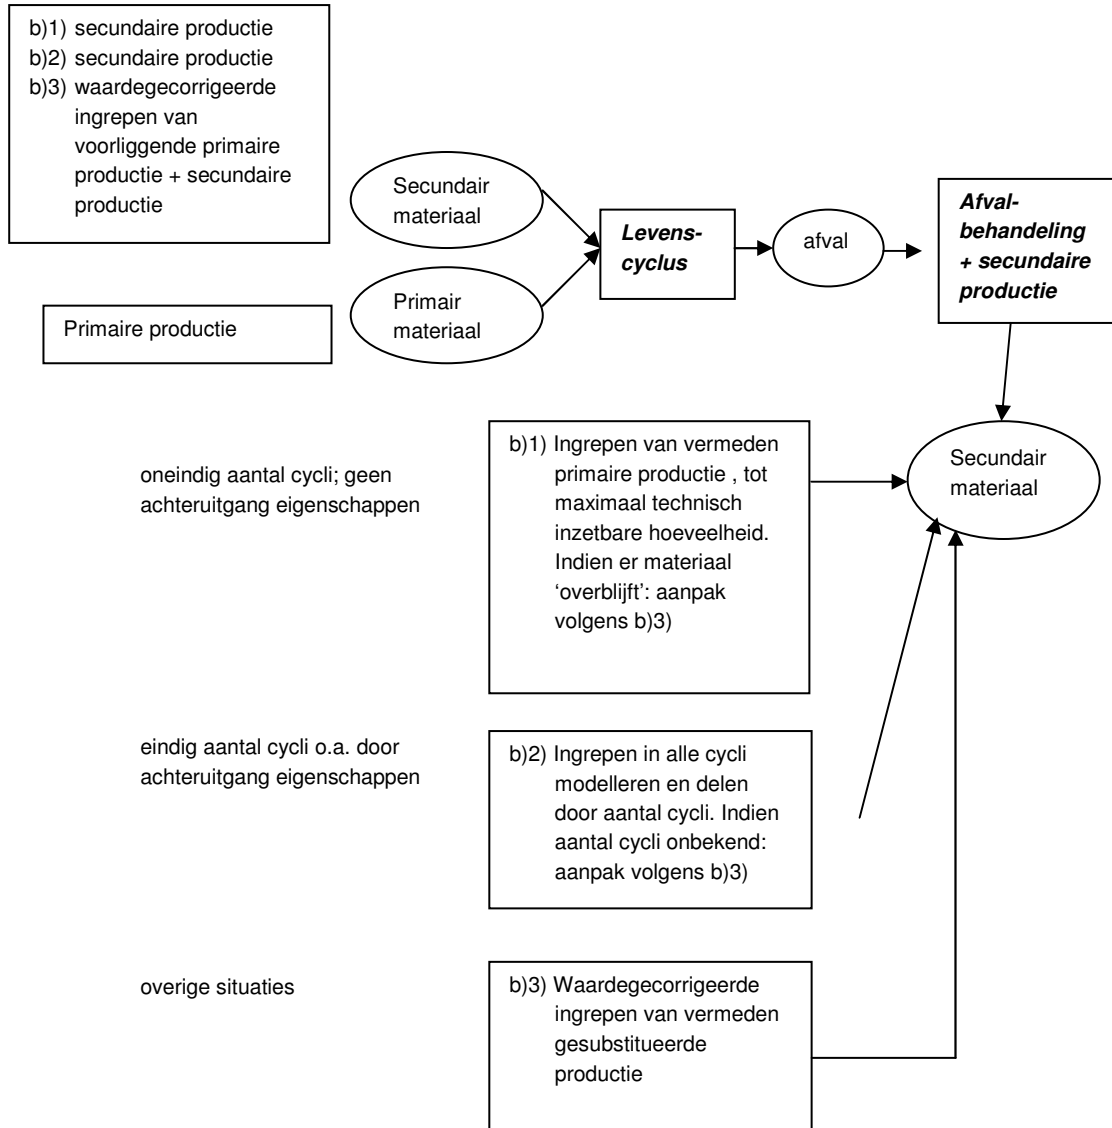 b)1) secundaire productie
b)2) secundaire productie
b)3) waardegecorrigeerde
ingrepen van
voorliggende primaire
productie + secundaire
productie
Secundair
materiaal
Primair
materiaal
Primaire productie
Levens-
cyclus
afval
Afval-
behandeling
+ secundaire
productie
Secundair
materiaal
oneindig aantal cycli; geen
achteruitgang eigenschappen
b)1) Ingrepen van vermeden
primaire productie , tot
maximaal technisch
inzetbare hoeveelheid.
Indien er materiaal
‘overblijft’: aanpak
volgens b)3)
eindig aantal cycli o.a. door
achteruitgang eigenschappen
b)2) Ingrepen in alle cycli
modelleren en delen
door aantal cycli. Indien
aantal cycli onbekend:
aanpak volgens b)3)
overige situaties
b)3) Waardegecorrigeerde
ingrepen van vermeden
gesubstitueerde
productie